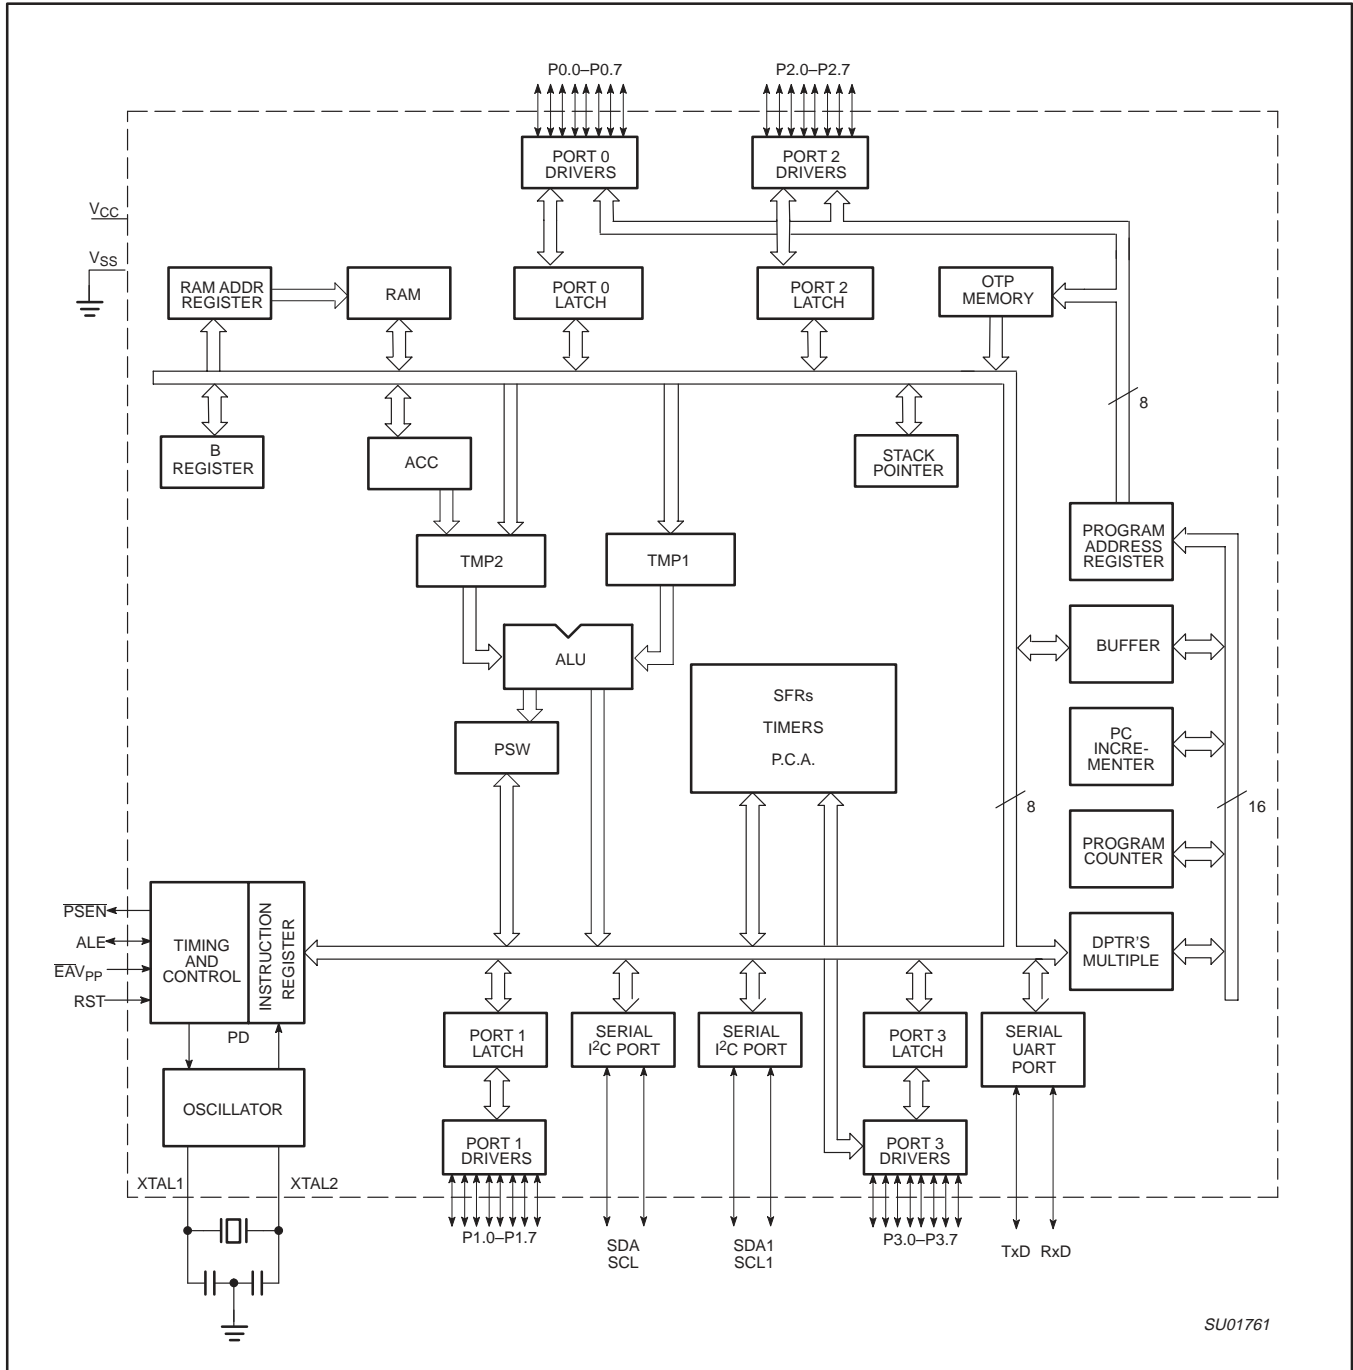 P0.0–P0.7
P2.0–P2.7
PORT 0
DRIVERS
PORT 2
DRIVERS
VCC
VSS
RAM ADDR
REGISTER
RAM
PORT 0
LATCH
PORT 2
LATCH
OTP
MEMORY
8
B
REGISTER
ACC
STACK
POINTER
PROGRAM
ADDRESS
REGISTER
TMP2
TMP1
BUFFER
ALU
SFRs
TIMERS
P.C.A.
PSW
PC
INCRE-
MENTER
8
16
PROGRAM
COUNTER
PSEN
ALE
EAVPP
RST
TIMING
AND
CONTROL
INSTRUCTION
REGISTER
DPTR'S
MULTIPLE
PD
PORT 1
LATCH
SERIAL
I2C PORT
SERIAL
I2C PORT
PORT 3
LATCH
SERIAL
UART
PORT
OSCILLATOR
PORT 1
DRIVERS
PORT 3
DRIVERS
XTAL1
XTAL2
P1.0–P1.7
SDA
SCL
SDA1
SCL1
P3.0–P3.7
TxD
RxD
SU01761